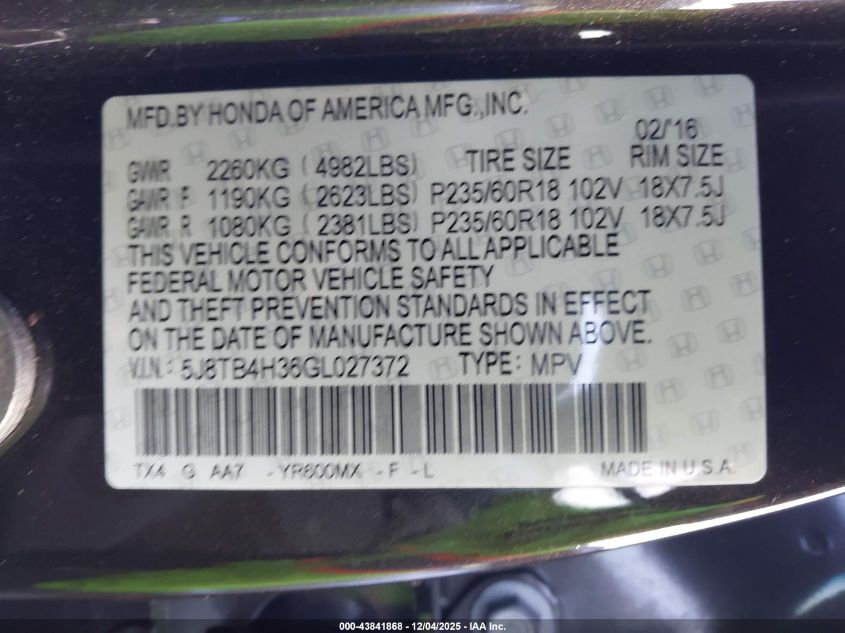 MFD.BY HONDA OF AMERICA MFG.,INC.
02/'16
GVWR 2260KG (4982LBS) TIRE SIZE RIM SIZE
GAWR F 1190KG (2623LBS) P235/60R18 102V 18X7.5J
GAWR R 1080KG (2381LBS) P235/60R18 102V 18X7.5J
THIS VEHICLE CONFORMS TO ALL APPLICABLE
FEDERAL MOTOR VEHICLE SAFETY
AND THEFT PREVENTION STANDARDS IN EFFECT
ON THE DATE OF MANUFACTURE SHOWN ABOVE.
V.I.N.: 5J8TB4H36GL027372 TYPE: MPV
TX4 G AA7 -YR600MX -F -L MADE IN U.S.A.
000-43841868 - 12/04/2025 - IAA Inc.